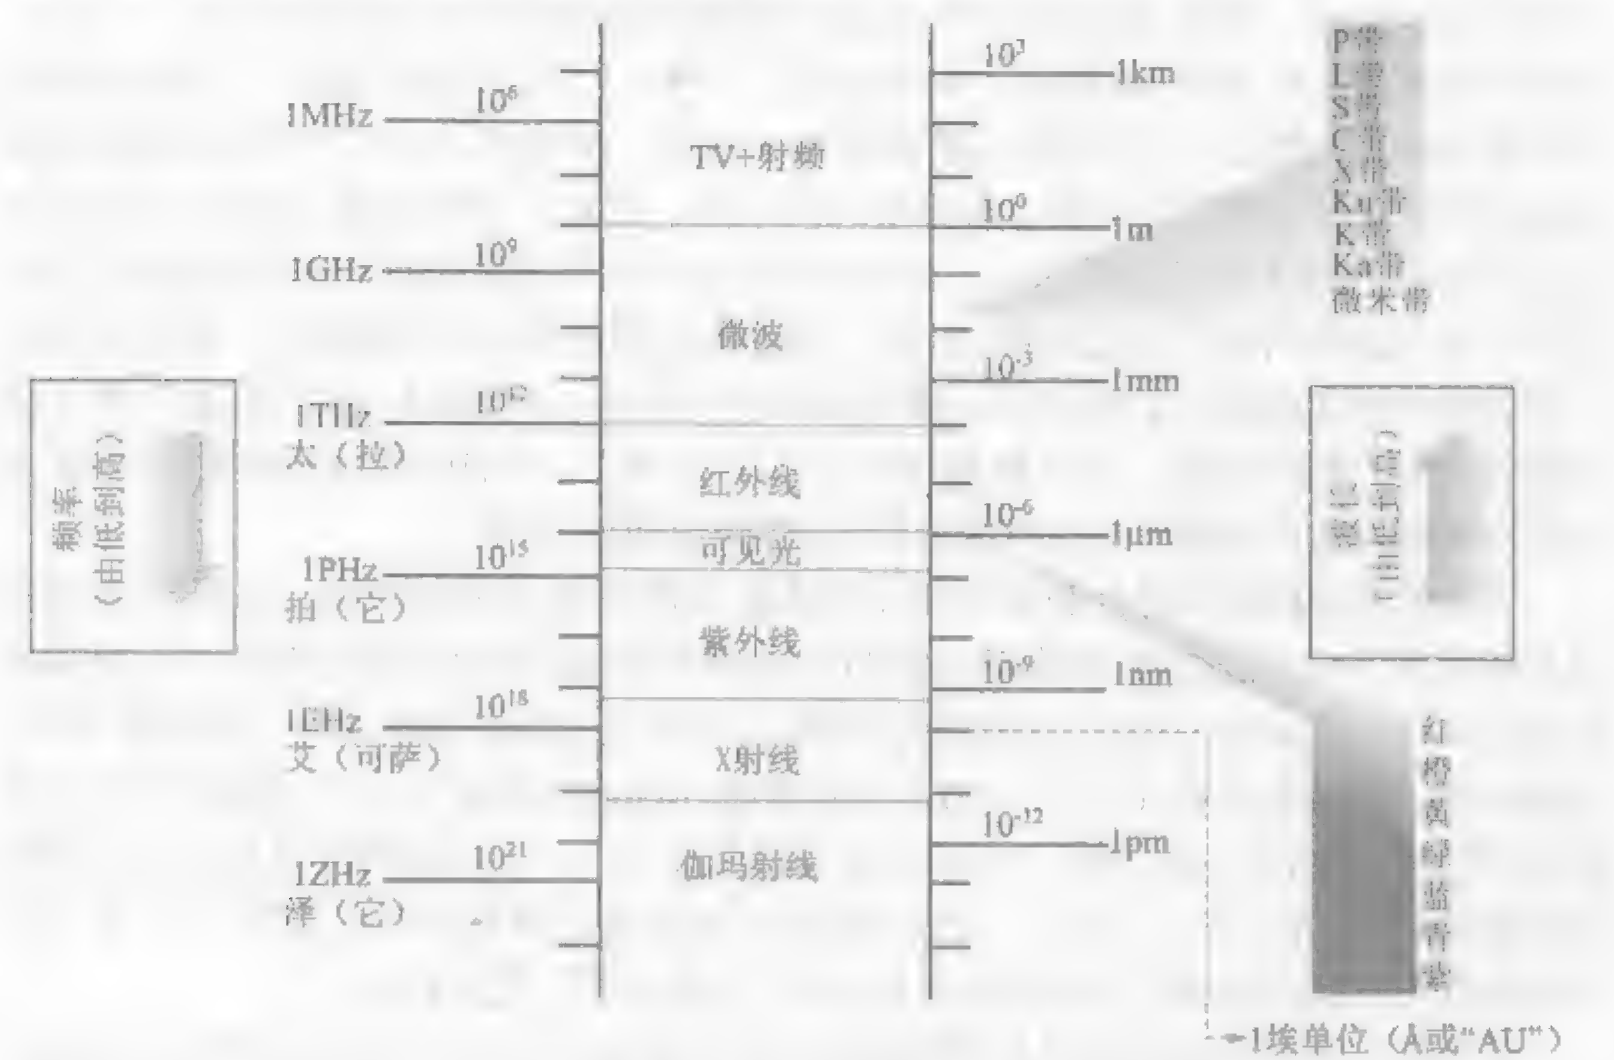 10³
1km
1MHz
10⁶
TV+射频
10⁰
1m
1GHz
10⁹
微波
10⁻³
1mm
1THz
10¹²
太（拉）
红外线
10⁻⁶
1μm
可见光
1PHz
10¹⁵
拍（它）
紫外线
10⁻⁹
1nm
1EHz
10¹⁸
艾（可萨）
X射线
10⁻¹²
1pm
1ZHz
10²¹
泽（它）
伽玛射线
频率
（由低到高）
P带
L带
S带
C带
X带
Ku带
K带
Ka带
微米带
波长
（由低到高）
红
橙
黄
绿
蓝
青
紫
1埃单位（Å或“AU”）